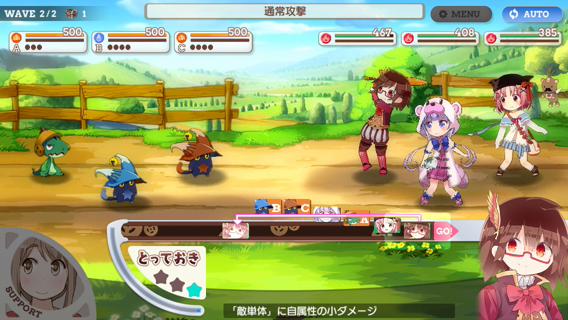 WAVE 2/2 1
通常攻撃
MENU
AUTO
500
500
500
467
408
385
A
B
C
B
C
A
GO!
とっておき
SUPPORT
「敵単体」に自属性の小ダメージ